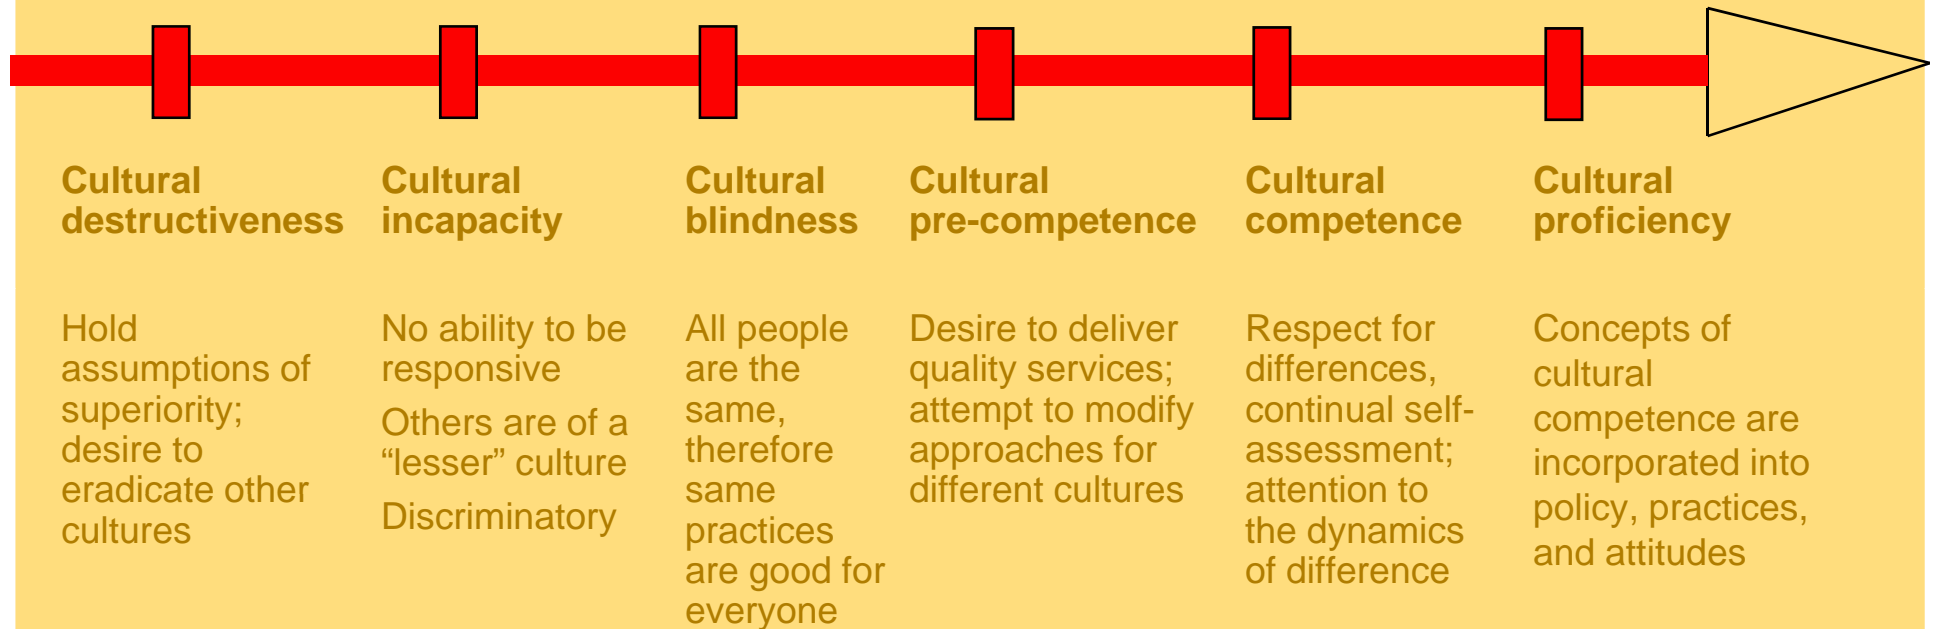 Cultural
destructiveness
Hold
assumptions of
superiority;
desire to
eradicate other
cultures
Cultural
incapacity
No ability to be
responsive
Others are of a
“lesser” culture
Discriminatory
Cultural
blindness
All people
are the
same,
therefore
same
practices
are good for
everyone
Cultural
pre-competence
Desire to deliver
quality services;
attempt to modify
approaches for
different cultures
Cultural
competence
Respect for
differences,
continual self-
assessment;
attention to
the dynamics
of difference
Cultural
proficiency
Concepts of
cultural
competence are
incorporated into
policy, practices,
and attitudes